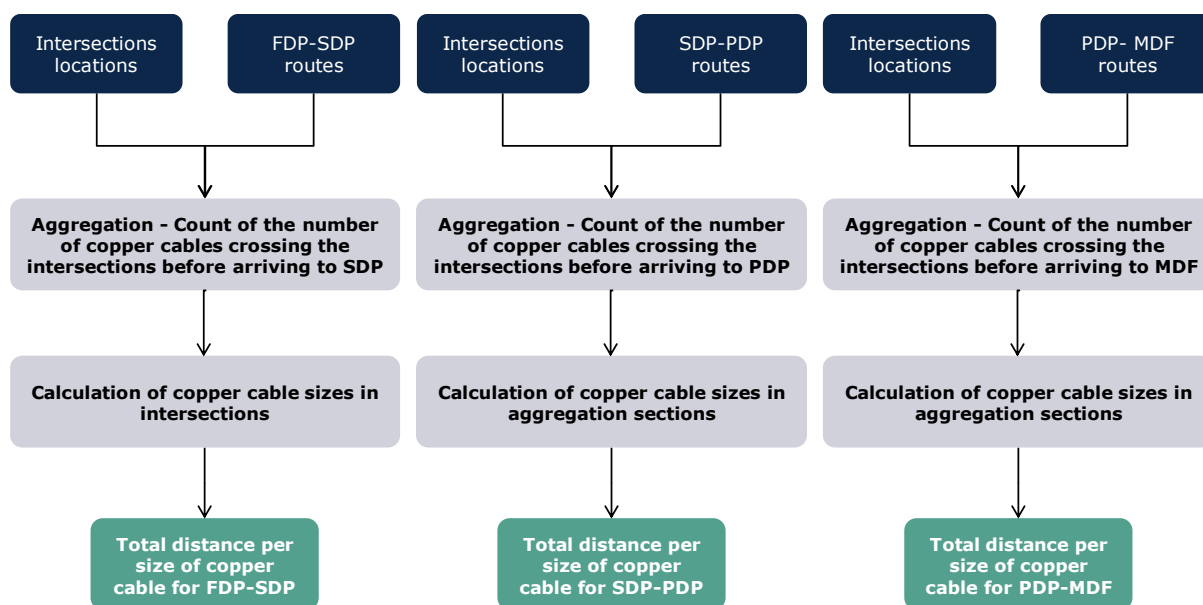 Intersections
locations
FDP-SDP
routes
Intersections
locations
SDP-PDP
routes
Intersections
locations
PDP- MDF
routes
Aggregation - Count of the number
of copper cables crossing the
intersections before arriving to SDP
Aggregation - Count of the number
of copper cables crossing the
intersections before arriving to PDP
Aggregation - Count of the number
of copper cables crossing the
intersections before arriving to MDF
Calculation of copper cable sizes in
intersections
Calculation of copper cable sizes in
aggregation sections
Calculation of copper cable sizes in
aggregation sections
Total distance per
size of copper
cable for FDP-SDP
Total distance per
size of copper
cable for SDP-PDP
Total distance per
size of copper
cable for PDP-MDF